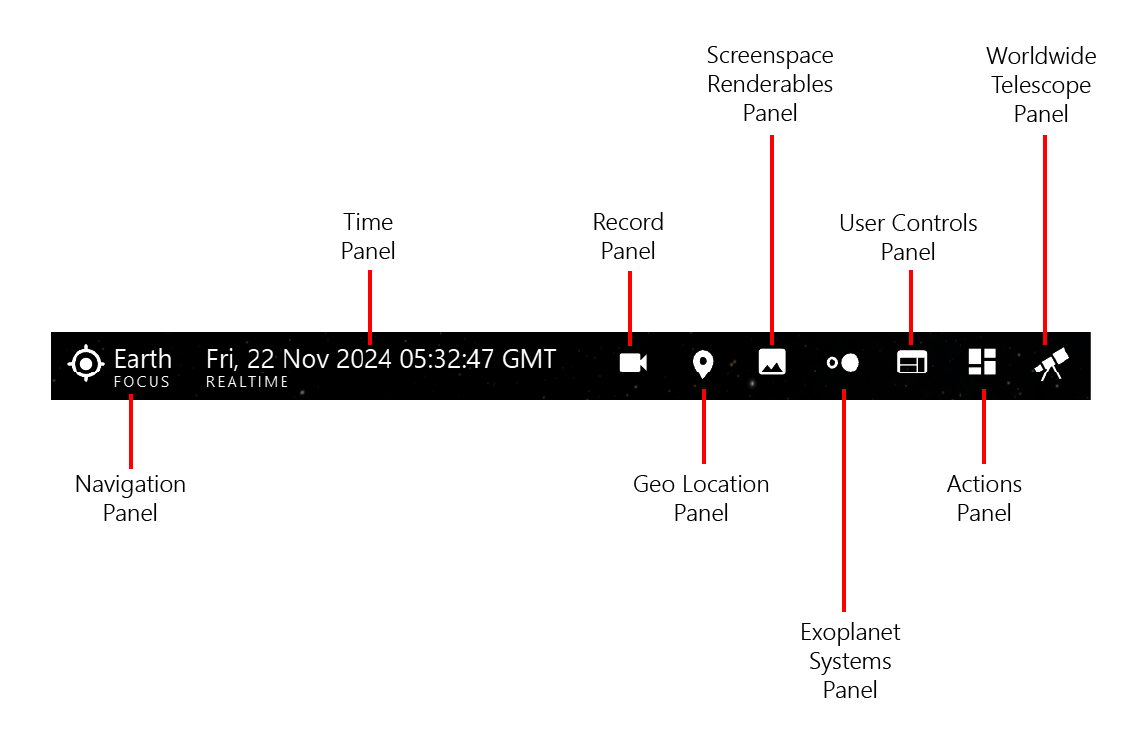 Screenspace
Renderables
Panel
Worldwide
Telescope
Panel
Time
Panel
Record
Panel
User Controls
Panel
Earth
FOCUS
Fri, 22 Nov 2024 05:32:47 GMT
REALTIME
Navigation
Panel
Geo Location
Panel
Actions
Panel
Exoplanet
Systems
Panel